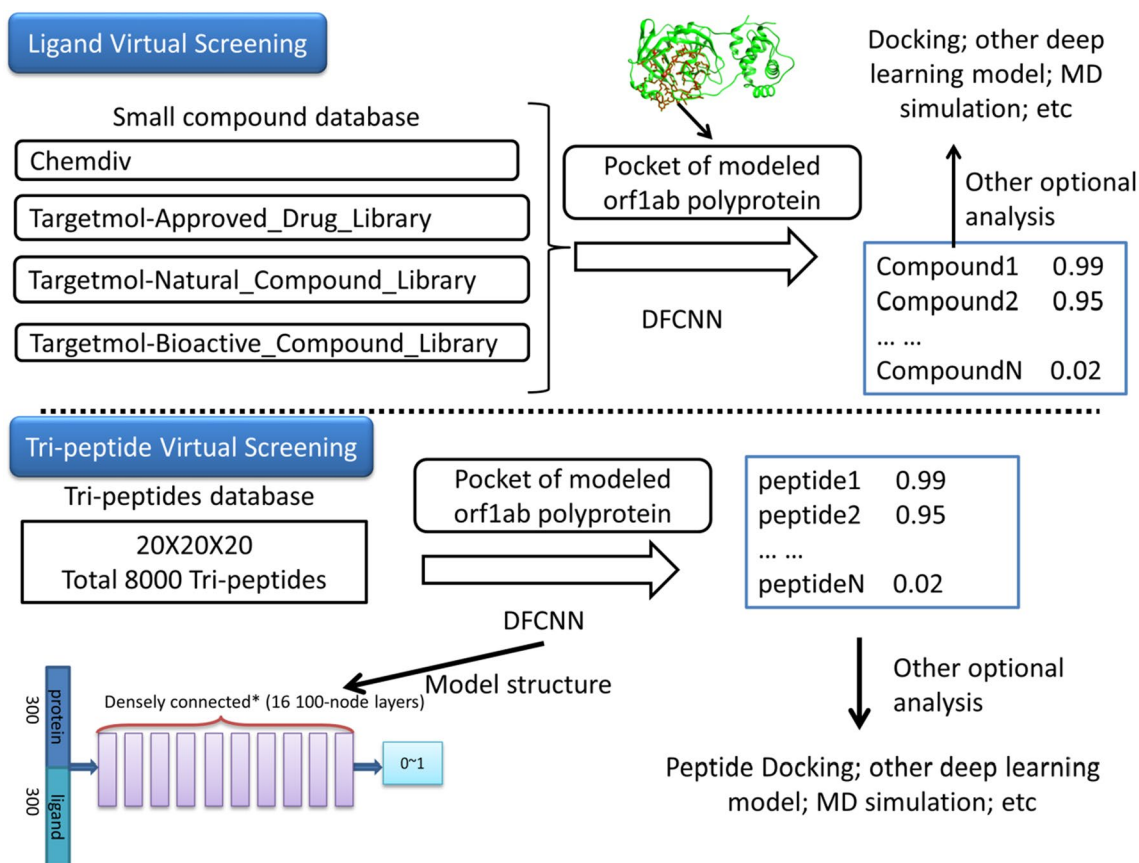 Ligand Virtual Screening
Small compound database
Chemdiv
Targetmol-Approved_Drug_Library
Targetmol-Natural_Compound_Library
Targetmol-Bioactive_Compound_Library
Pocket of modeled
orf1ab polyprotein
DFCNN
Docking; other deep
learning model; MD
simulation; etc
Other optional
analysis
Compound1 0.99
Compound2 0.95
... ...
CompoundN 0.02
Tri-peptide Virtual Screening
Tri-peptides database
20X20X20
Total 8000 Tri-peptides
Pocket of modeled
orf1ab polyprotein
DFCNN
peptide1 0.99
peptide2 0.95
... ...
peptideN 0.02
Model structure
Densely connected* (16 100-node layers)
300
protein
300
ligand
0~1
Other optional
analysis
Peptide Docking; other deep learning
model; MD simulation; etc